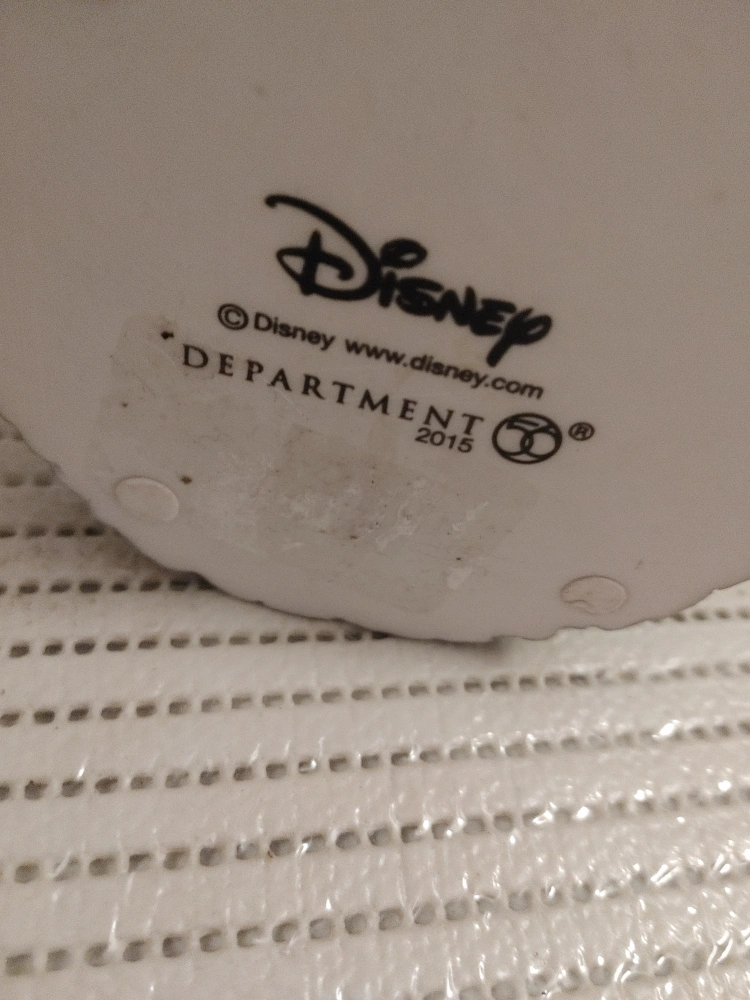 Disney
© Disney www.disney.com
DEPARTMENT 56®
2015